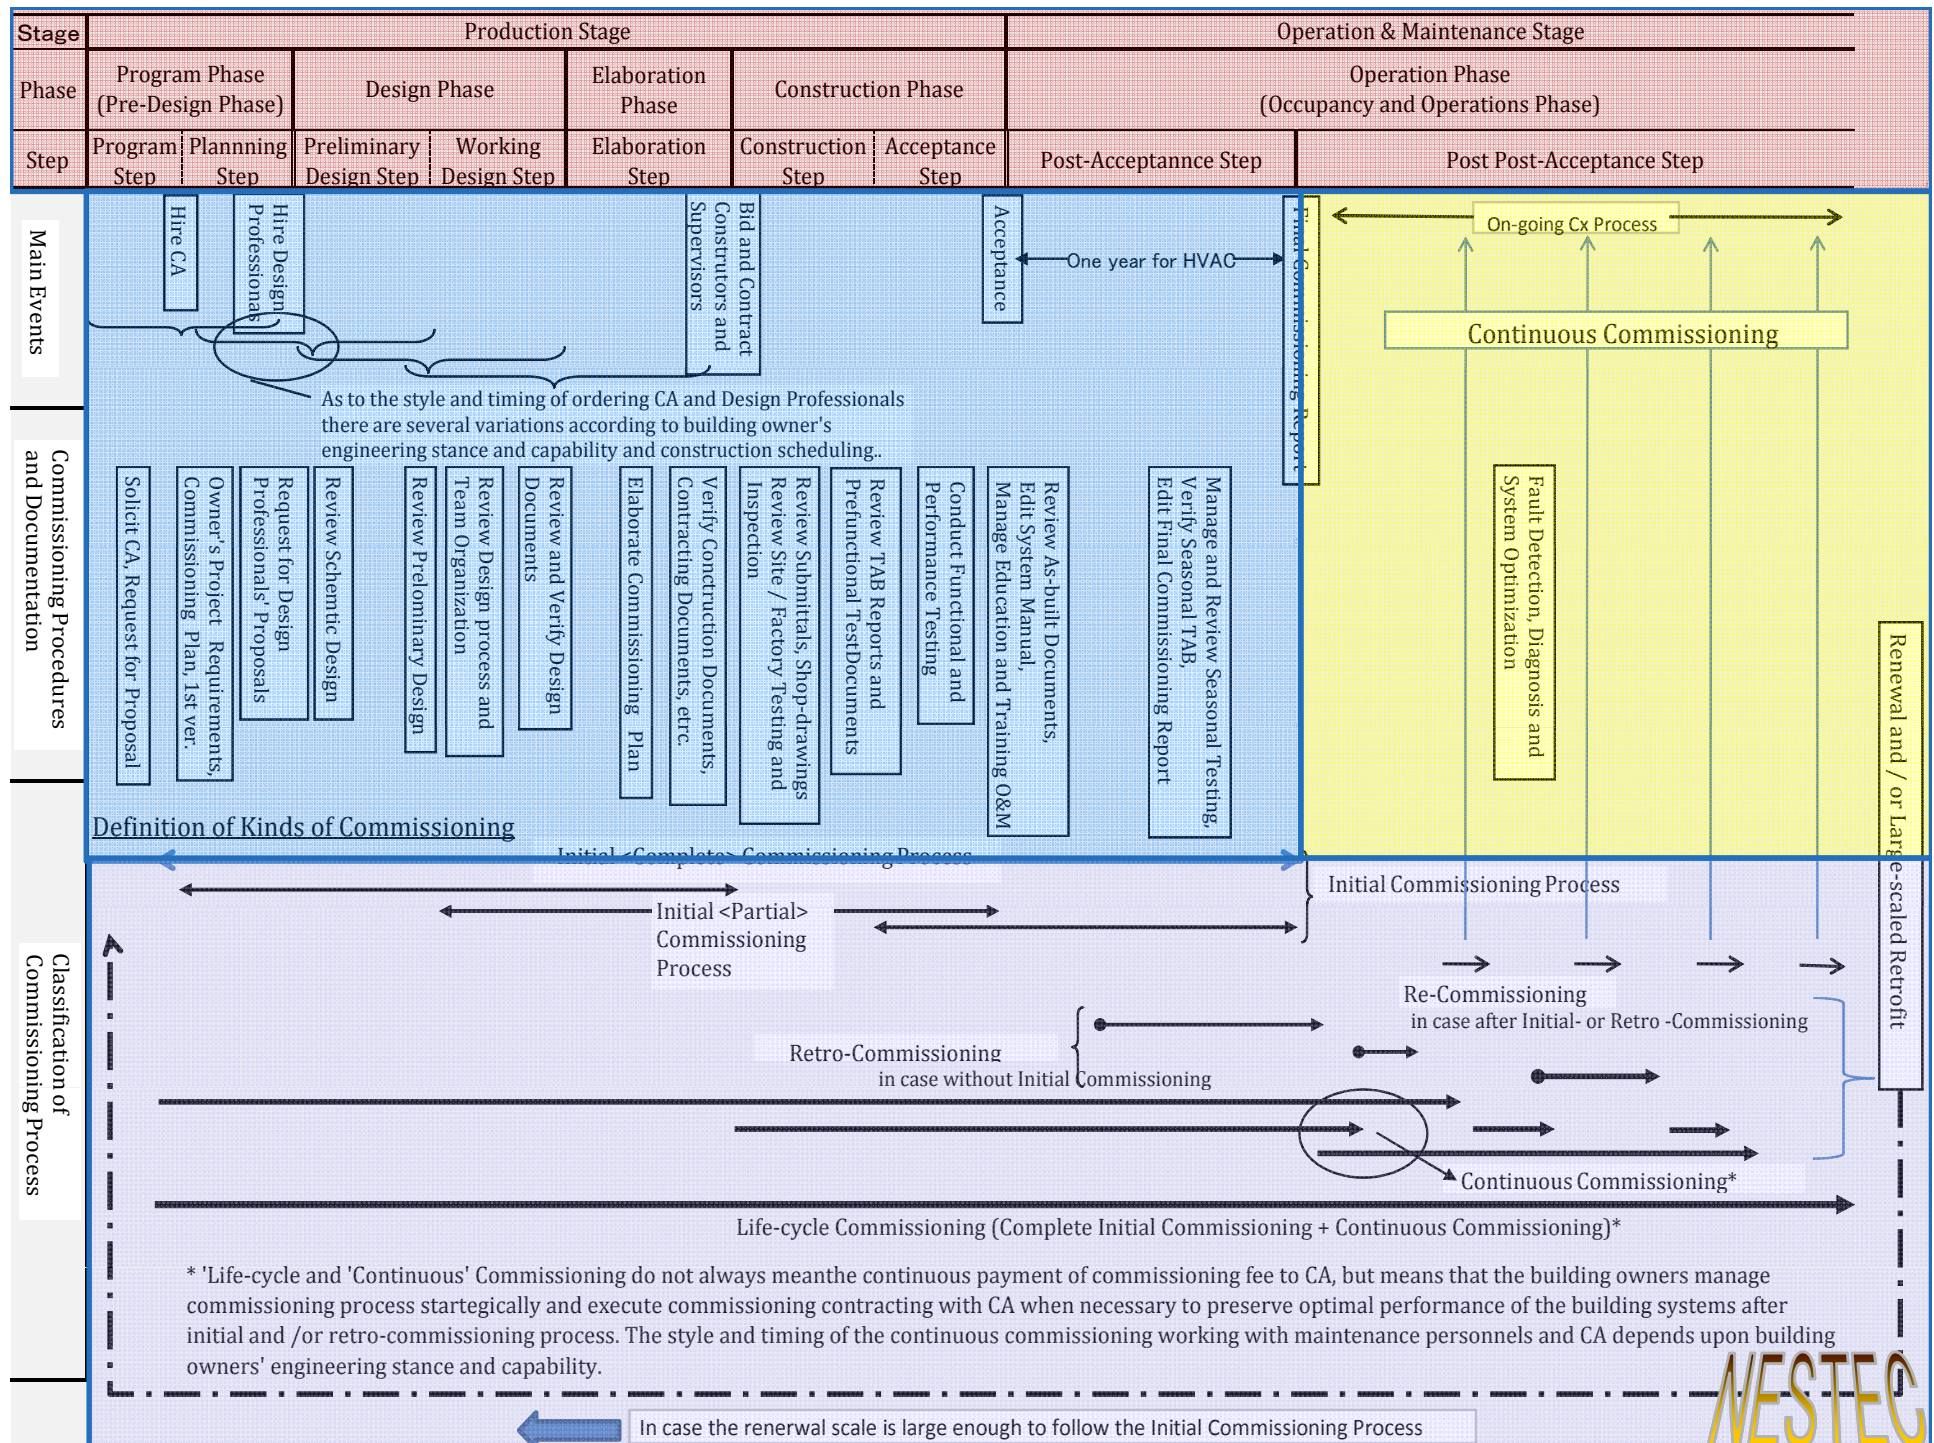 Stage
Production Stage
Operation & Maintenance Stage
Phase
Program Phase
(Pre-Design Phase)
Design Phase
Elaboration
Phase
Construction Phase
Operation Phase
(Occupancy and Operations Phase)
Step
Program
Step
Plannning
Step
Preliminary
Design Step
Working
Design Step
Elaboration
Step
Construction
Step
Acceptance
Step
Post-Acceptannce Step
Post Post-Acceptance Step
Main Events
Hire CA
Hire Design
Professionas
Bid and Contract
Construtors and
Supervisors
Acceptance
One year for HVAC
Final Commissioning Report
On-going Cx Process
Continuous Commissioning
As to the style and timing of ordering CA and Design Professionals
there are several variations according to building owner's
engineering stance and capability and construction scheduling..
Commissioning Procedures
and Documentation
Solicit CA, Request for Proposal
Owner's Project Requirements,
Commissioning Plan, 1st ver.
Request for Design
Professionals' Proposals
Review Schemtic Design
Review Prelominary Design
Review Design process and
Team Organization
Review and Verify Design
Documents
Elaborate Commissioning Plan
Verify Conctruction Documents,
Contracting Documents, etrc.
Review Submittals, Shop-drawings
Review Site / Factory Testing and
Inspection
Review TAB Reports and
Prefunctional TestDocuments
Conduct Functional and
Performance Testing
Review As-built Documents,
Edit System Manual,
Manage Education and Training O&M
Manage and Review Seasonal Testing,
Verify Seasonal TAB,
Edit Final Commissioning Report
Fault Detection, Diagnosis and
System Optimization
Renewal and / or Large-scaled Retrofit
Definition of Kinds of Commissioning
Classification of
Commissioning Process
Initial <Complete> Commissioning Process
Initial <Partial>
Commissioning
Process
Initial Commissioning Process
Re-Commissioning
in case after Initial- or Retro -Commissioning
Retro-Commissioning
in case without Initial Commissioning
Continuous Commissioning*
Life-cycle Commissioning (Complete Initial Commissioning + Continuous Commissioning)*
* 'Life-cycle and 'Continuous' Commissioning do not always meanthe continuous payment of commissioning fee to CA, but means that the building owners manage
commissioning process startegically and execute commissioning contracting with CA when necessary to preserve optimal performance of the building systems after
initial and /or retro-commissioning process. The style and timing of the continuous commissioning working with maintenance personnels and CA depends upon building
owners' engineering stance and capability.
NESTEC
In case the renerwal scale is large enough to follow the Initial Commissioning Process